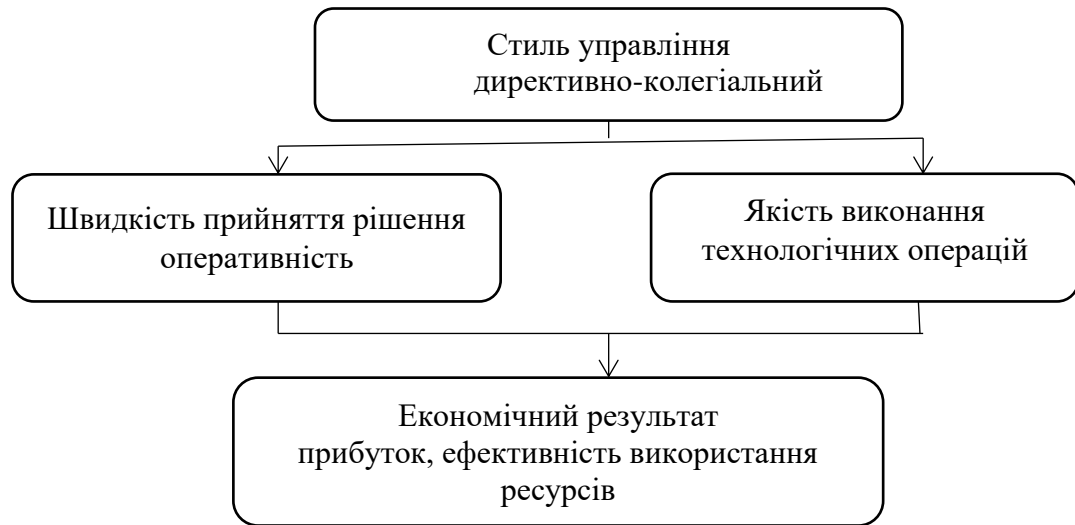 Стиль управління
директивно-колегіальний
Швидкість прийняття рішення
оперативність
Якість виконання
технологічних операцій
Економічний результат
прибуток, ефективність використання
ресурсів